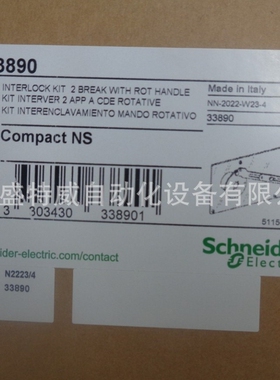 33890
INTERLOCK KIT 2 BREAK WITH ROT HANDLE
KIT INTERVER 2 APP A CDE ROTATIVE
KIT INTERENCLAVAMIENTO MANDO ROTATIVO
Made in Italy
NN-2022-W23-4
33890
Compact NS
盛特威自动化设备有限
3 303430 338901
5115
ider-electric.com/contact
Schneid
Elect
N2223/4
33890